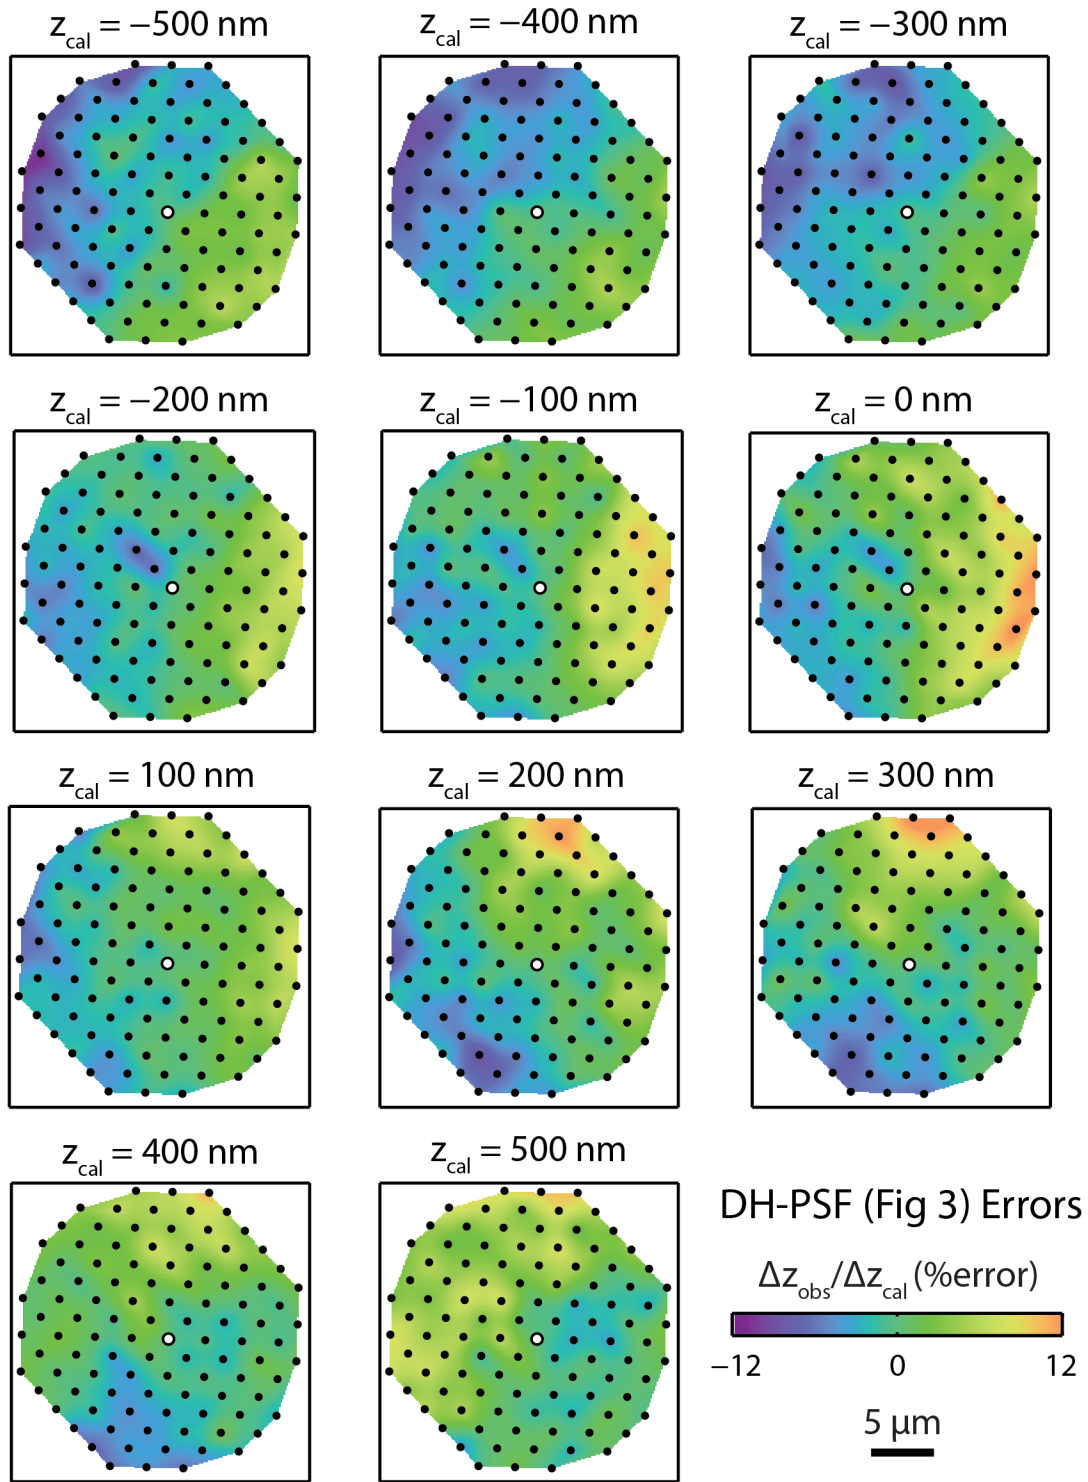 z_cal = −500 nm
z_cal = −400 nm
z_cal = −300 nm
z_cal = −200 nm
z_cal = −100 nm
z_cal = 0 nm
z_cal = 100 nm
z_cal = 200 nm
z_cal = 300 nm
z_cal = 400 nm
z_cal = 500 nm
DH-PSF (Fig 3) Errors
Δz_obs/Δz_cal (%error)
−12 0 12
5 μm